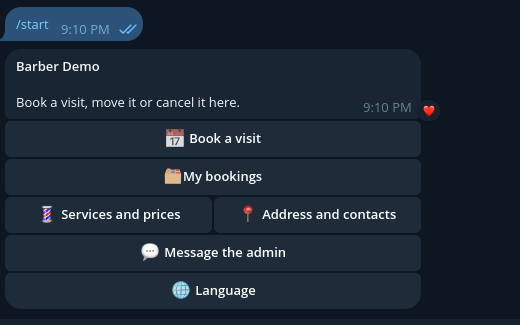 /start 9:10 PM
Barber Demo
Book a visit, move it or cancel it here.
9:10 PM
Book a visit
My bookings
Services and prices
Address and contacts
Message the admin
Language